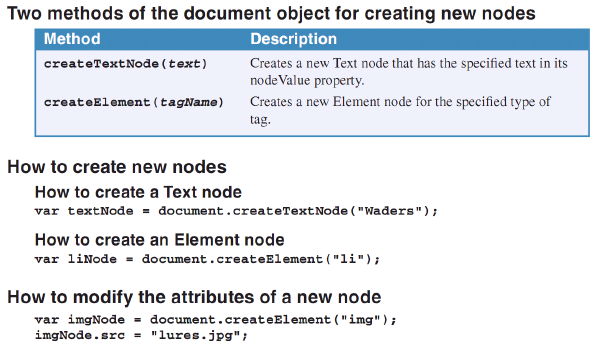 Two methods of the document object for creating new nodes
Method Description
createTextNode(text) Creates a new Text node that has the specified text in its
nodeValue property.
createElement(tagName) Creates a new Element node for the specified type of
tag.
How to create new nodes
How to create a Text node
var textNode = document.createTextNode("Waders");
How to create an Element node
var liNode = document.createElement("li");
How to modify the attributes of a new node
var imgNode = document.createElement("img");
imgNode.src = "lures.jpg";